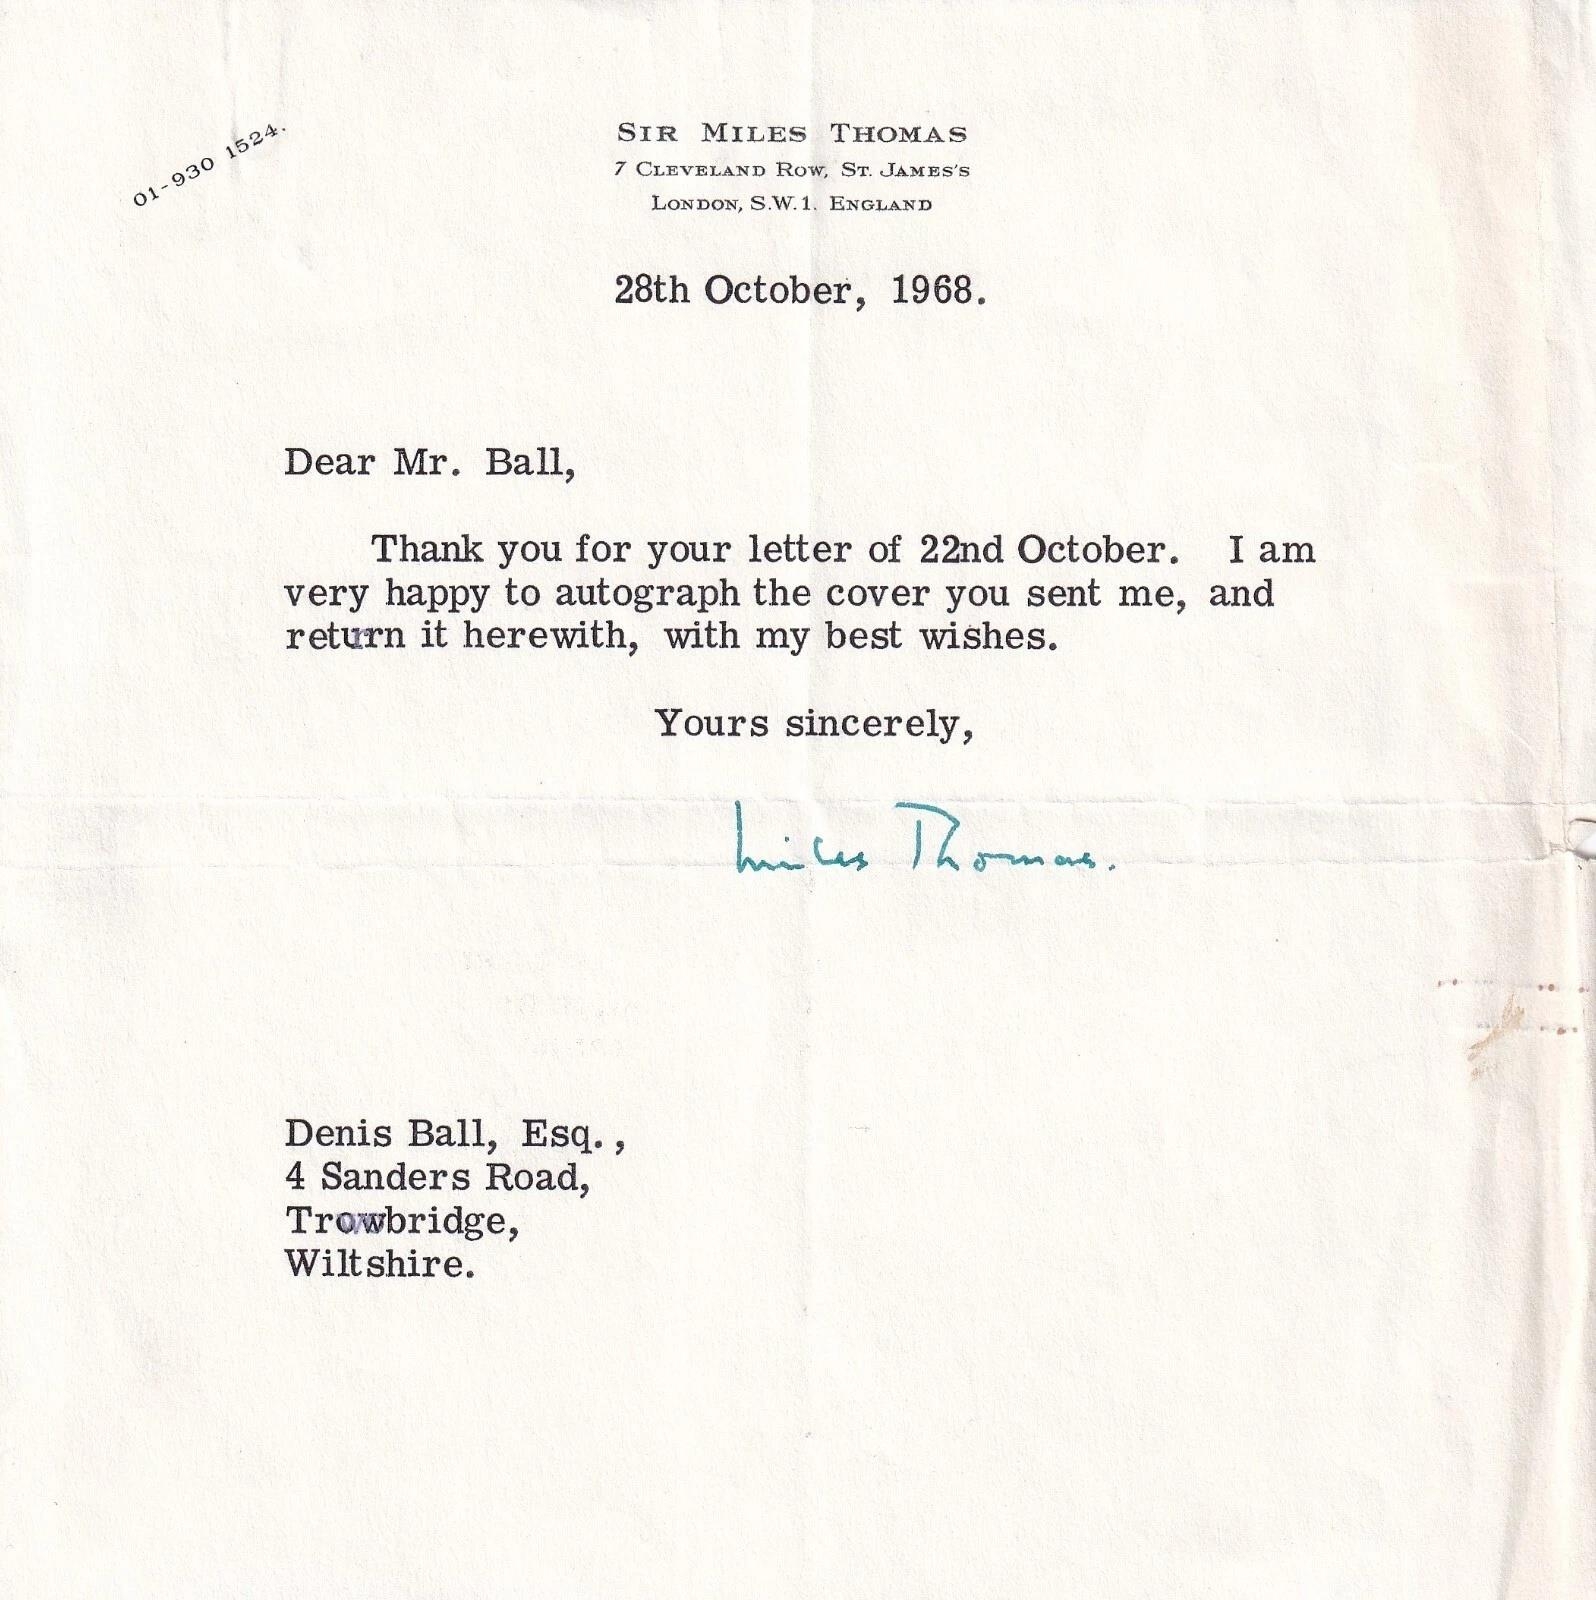 01-930 1524.
SIR MILES THOMAS
7 CLEVELAND ROW, ST. JAMES'S
LONDON, S.W.1. ENGLAND
28th October, 1968.
Dear Mr. Ball,
Thank you for your letter of 22nd October. I am
very happy to autograph the cover you sent me, and
return it herewith, with my best wishes.
Yours sincerely,
Miles Thomas.
Denis Ball, Esq.,
4 Sanders Road,
Trowbridge,
Wiltshire.